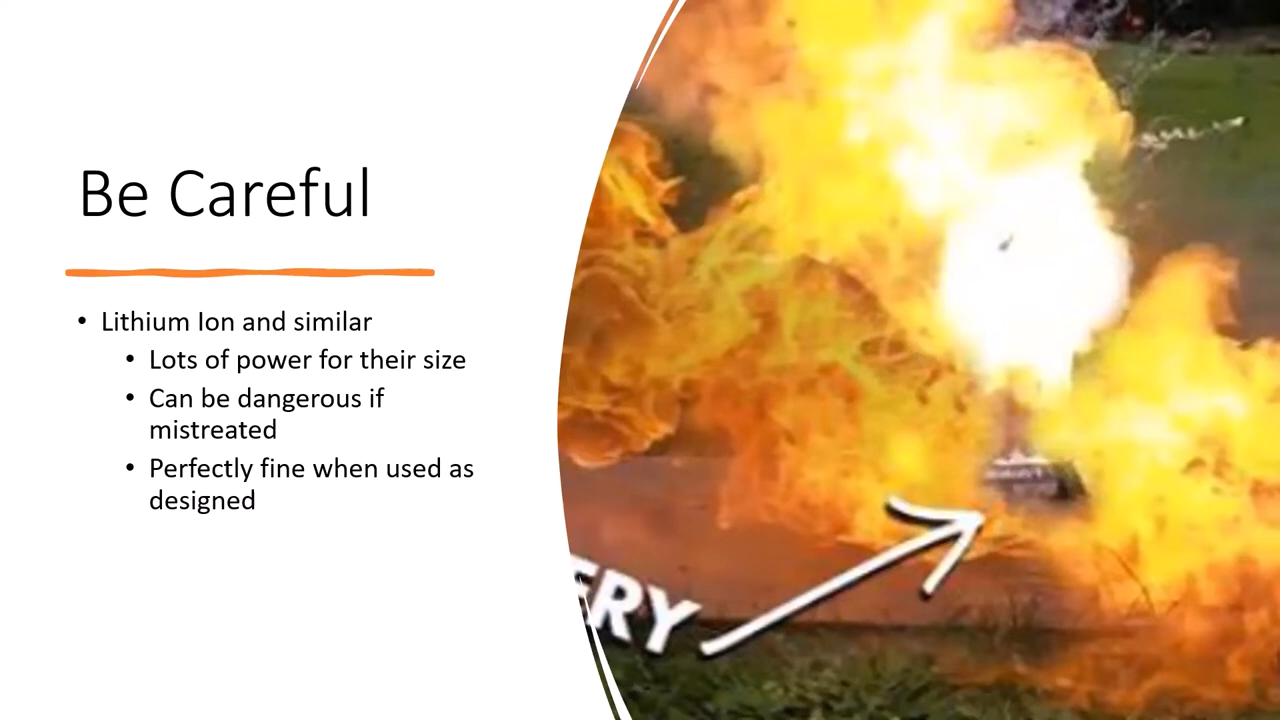 Be Careful
• Lithium Ion and similar
• Lots of power for their size
• Can be dangerous if
mistreated
• Perfectly fine when used as
designed
ERY